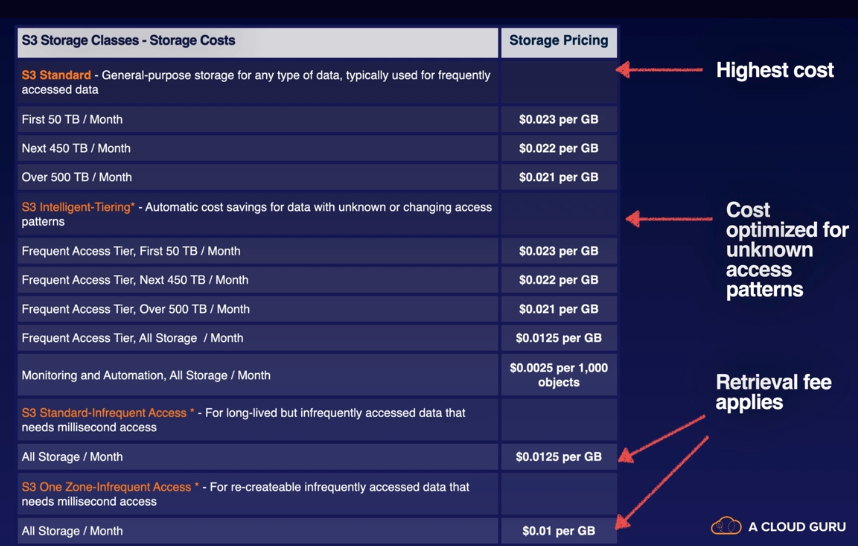 S3 Storage Classes - Storage Costs
Storage Pricing
S3 Standard - General-purpose storage for any type of data, typically used for frequently
accessed data
Highest cost
First 50 TB / Month
$0.023 per GB
Next 450 TB / Month
$0.022 per GB
Over 500 TB / Month
$0.021 per GB
S3 Intelligent-Tiering* - Automatic cost savings for data with unknown or changing access
patterns
Cost
optimized for
unknown
access
patterns
Frequent Access Tier, First 50 TB / Month
$0.023 per GB
Frequent Access Tier, Next 450 TB / Month
$0.022 per GB
Frequent Access Tier, Over 500 TB / Month
$0.021 per GB
Frequent Access Tier, All Storage / Month
$0.0125 per GB
Monitoring and Automation, All Storage / Month
$0.0025 per 1,000
objects
Retrieval fee
applies
S3 Standard-Infrequent Access * - For long-lived but infrequently accessed data that
needs millisecond access
All Storage / Month
$0.0125 per GB
S3 One Zone-Infrequent Access * - For re-createable infrequently accessed data that
needs millisecond access
All Storage / Month
$0.01 per GB
A CLOUD GURU